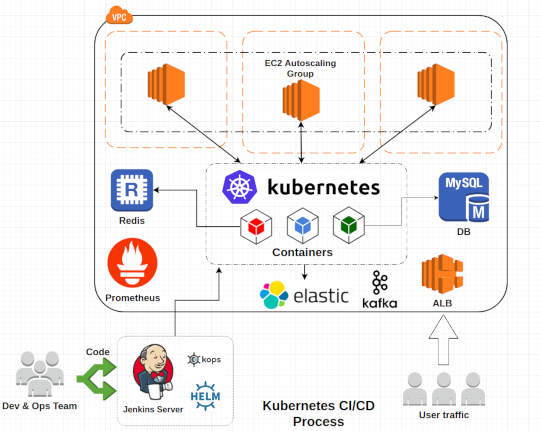 VPC
EC2 Autoscaling
Group
kubernetes
R
Redis
MySQL
M
DB
Containers
Prometheus
elastic
kafka
ALB
Code
kops
HELM
Jenkins Server
Dev & Ops Team
Kubernetes CI/CD
Process
User traffic